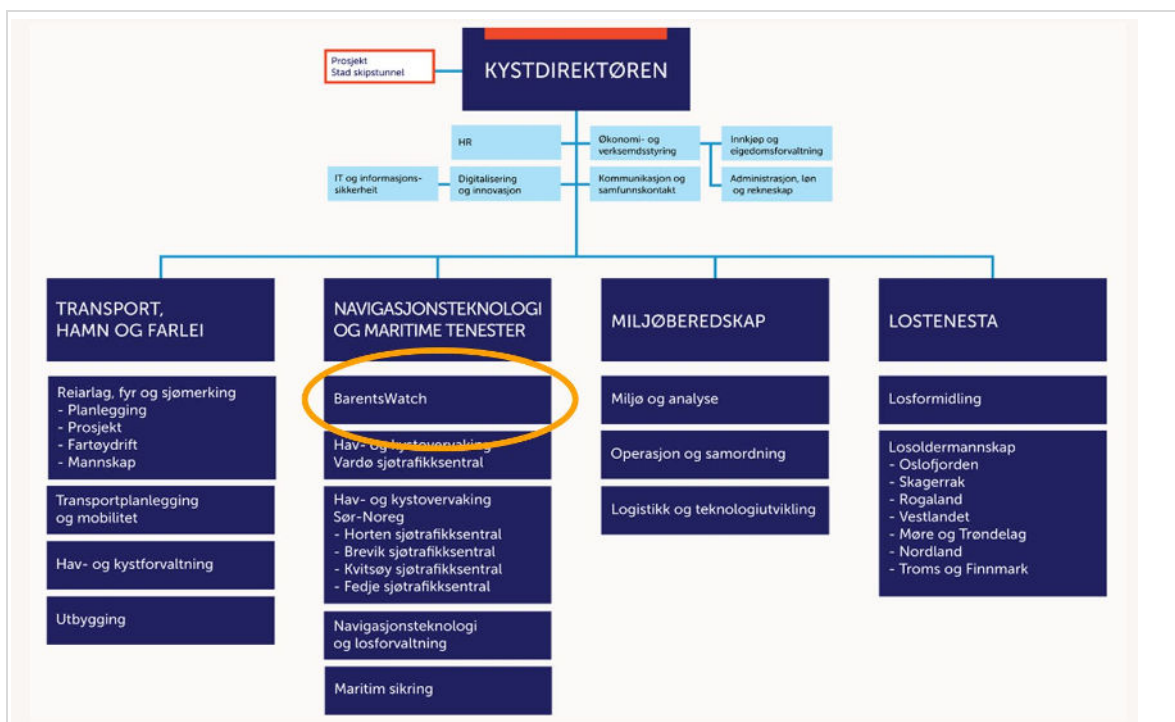 Prosjekt
Stad skipstunnel
KYSTDIREKTØREN
HR
Økonomi- og
verksemdsstyring
Innkjøp og
eigedomsforvaltning
IT og informasjons-
sikkerheit
Digitalisering
og innovasjon
Kommunikasjon og
samfunnskontakt
Administrasjon, løn
og rekneskap
TRANSPORT,
HAMN OG FARLEI
Reiarlag, fyr og sjømerking
- Planlegging
- Prosjekt
- Fartøydrift
- Mannskap
Transportplanlegging
og mobilitet
Hav- og kystforvaltning
Utbygging
NAVIGASJONSTEKNOLOGI
OG MARITIME TENESTER
BarentsWatch
Hav- og kystovervaking
Vardø sjøtrafikksentral
Hav- og kystovervaking
Sør-Noreg
- Horten sjøtrafikksentral
- Brevik sjøtrafikksentral
- Kvitsøy sjøtrafikksentral
- Fedje sjøtrafikksentral
Navigasjonsteknologi
og losforvaltning
Maritim sikring
MILJØBEREDSKAP
Miljø og analyse
Operasjon og samordning
Logistikk og teknologiutvikling
LOSTENESTA
Losformidling
Losoldermannskap
- Oslofjorden
- Skagerrak
- Rogaland
- Vestlandet
- Møre og Trøndelag
- Nordland
- Troms og Finnmark